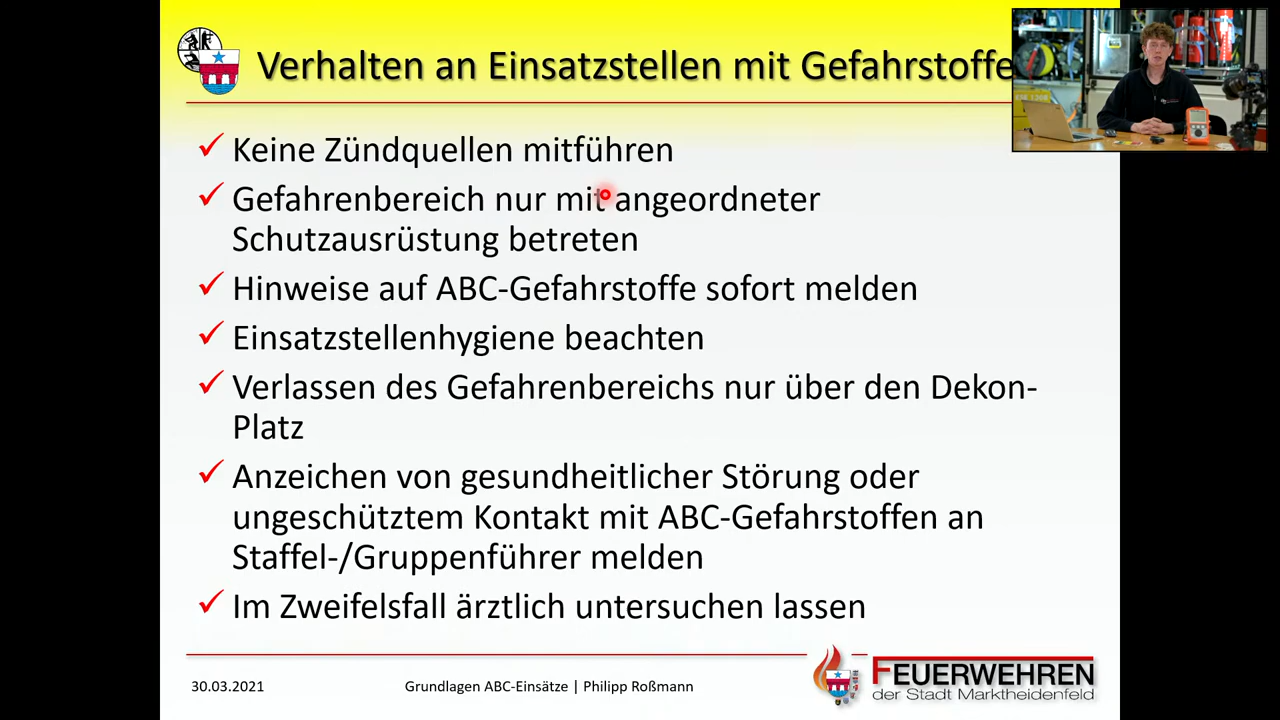 Verhalten an Einsatzstellen mit Gefahrstoffe
Keine Zündquellen mitführen
Gefahrenbereich nur mit angeordneter
Schutzausrüstung betreten
Hinweise auf ABC-Gefahrstoffe sofort melden
Einsatzstellenhygiene beachten
Verlassen des Gefahrenbereichs nur über den Dekon-
Platz
Anzeichen von gesundheitlicher Störung oder
ungeschütztem Kontakt mit ABC-Gefahrstoffen an
Staffel-/Gruppenführer melden
Im Zweifelsfall ärztlich untersuchen lassen
30.03.2021
Grundlagen ABC-Einsätze | Philipp Roßmann
FEUERWEHREN
der Stadt Marktheidenfeld